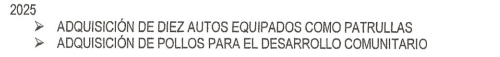 2025
➢ ADQUISICIÓN DE DIEZ AUTOS EQUIPADOS COMO PATRULLAS
➢ ADQUISICIÓN DE POLLOS PARA EL DESARROLLO COMUNITARIO